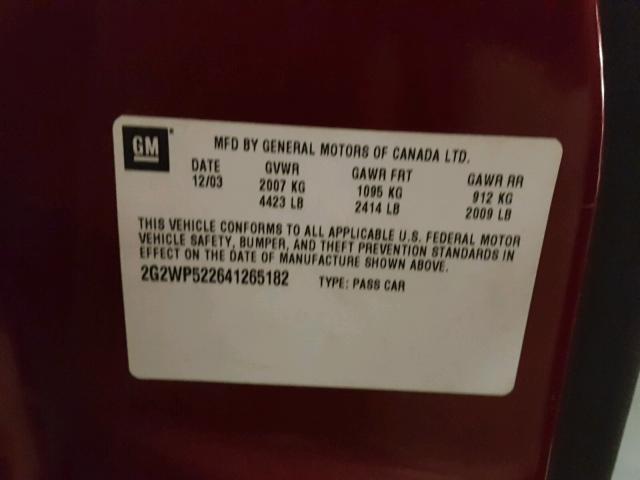 GM
MFD BY GENERAL MOTORS OF CANADA LTD.
DATE GVWR GAWR FRT GAWR RR
12/03 2007 KG 1095 KG 912 KG
4423 LB 2414 LB 2009 LB
THIS VEHICLE CONFORMS TO ALL APPLICABLE U.S. FEDERAL MOTOR
VEHICLE SAFETY, BUMPER, AND THEFT PREVENTION STANDARDS IN
EFFECT ON THE DATE OF MANUFACTURE SHOWN ABOVE.
2G2WP522641265182 TYPE: PASS CAR